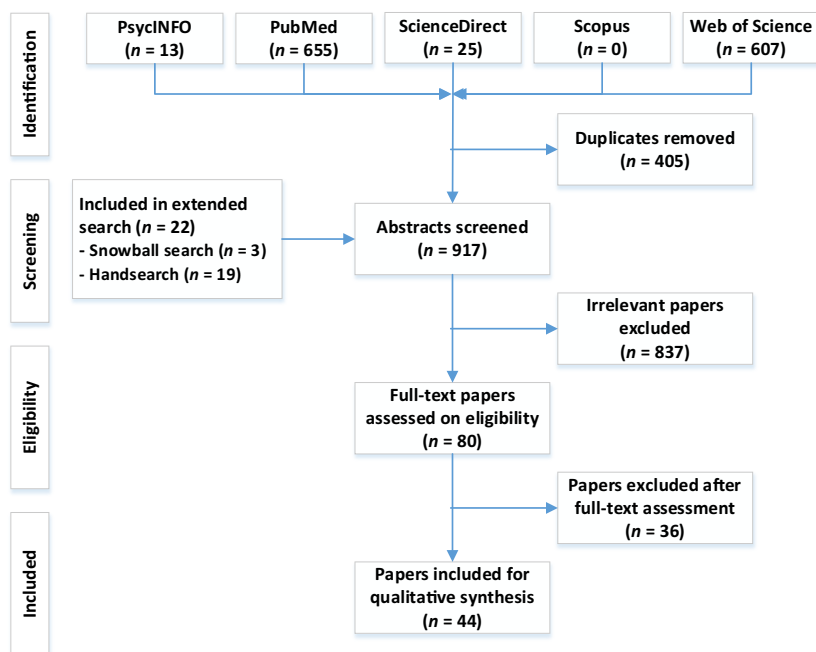 PsycINFO
(n = 13)
PubMed
(n = 655)
ScienceDirect
(n = 25)
Scopus
(n = 0)
Web of Science
(n = 607)
Identification
Duplicates removed
(n = 405)
Screening
Included in extended
search (n = 22)
- Snowball search (n = 3)
- Handsearch (n = 19)
Abstracts screened
n = 917)
Irrelevant papers
excluded
(n = 837)
Eligibility
Full-text papers
assessed on eligibility
(n = 80)
Papers excluded after
full-text assessment
(n = 36)
Included
Papers included for
qualitative synthesis
n = 44)